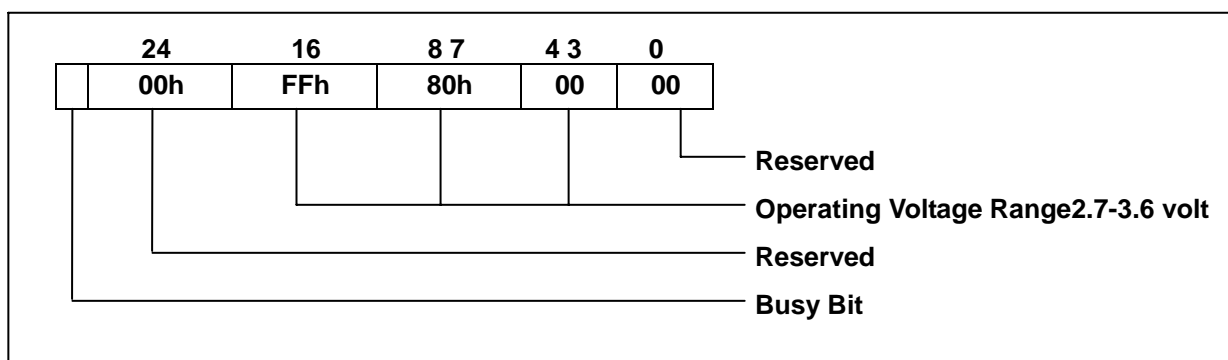 24 16 8 7 4 3 0
00h FFh 80h 00 00
Reserved
Operating Voltage Range2.7-3.6 volt
Reserved
Busy Bit